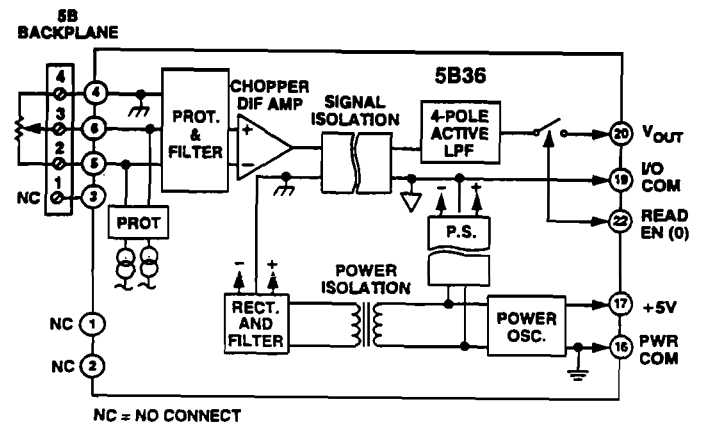 5B
BACKPLANE
5B36
4
3
2
1
NC
4
6
5
3
PROT.
&
FILTER
CHOPPER
DIF AMP
+
−
SIGNAL
ISOLATION
4-POLE
ACTIVE
LPF
20
VOUT
19
I/O
COM
22
READ
EN (0)
PROT
− +
P.S.
− +
RECT.
AND
FILTER
POWER
ISOLATION
POWER
OSC.
17
+5V
16
PWR
COM
NC 1
NC 2
NC = NO CONNECT